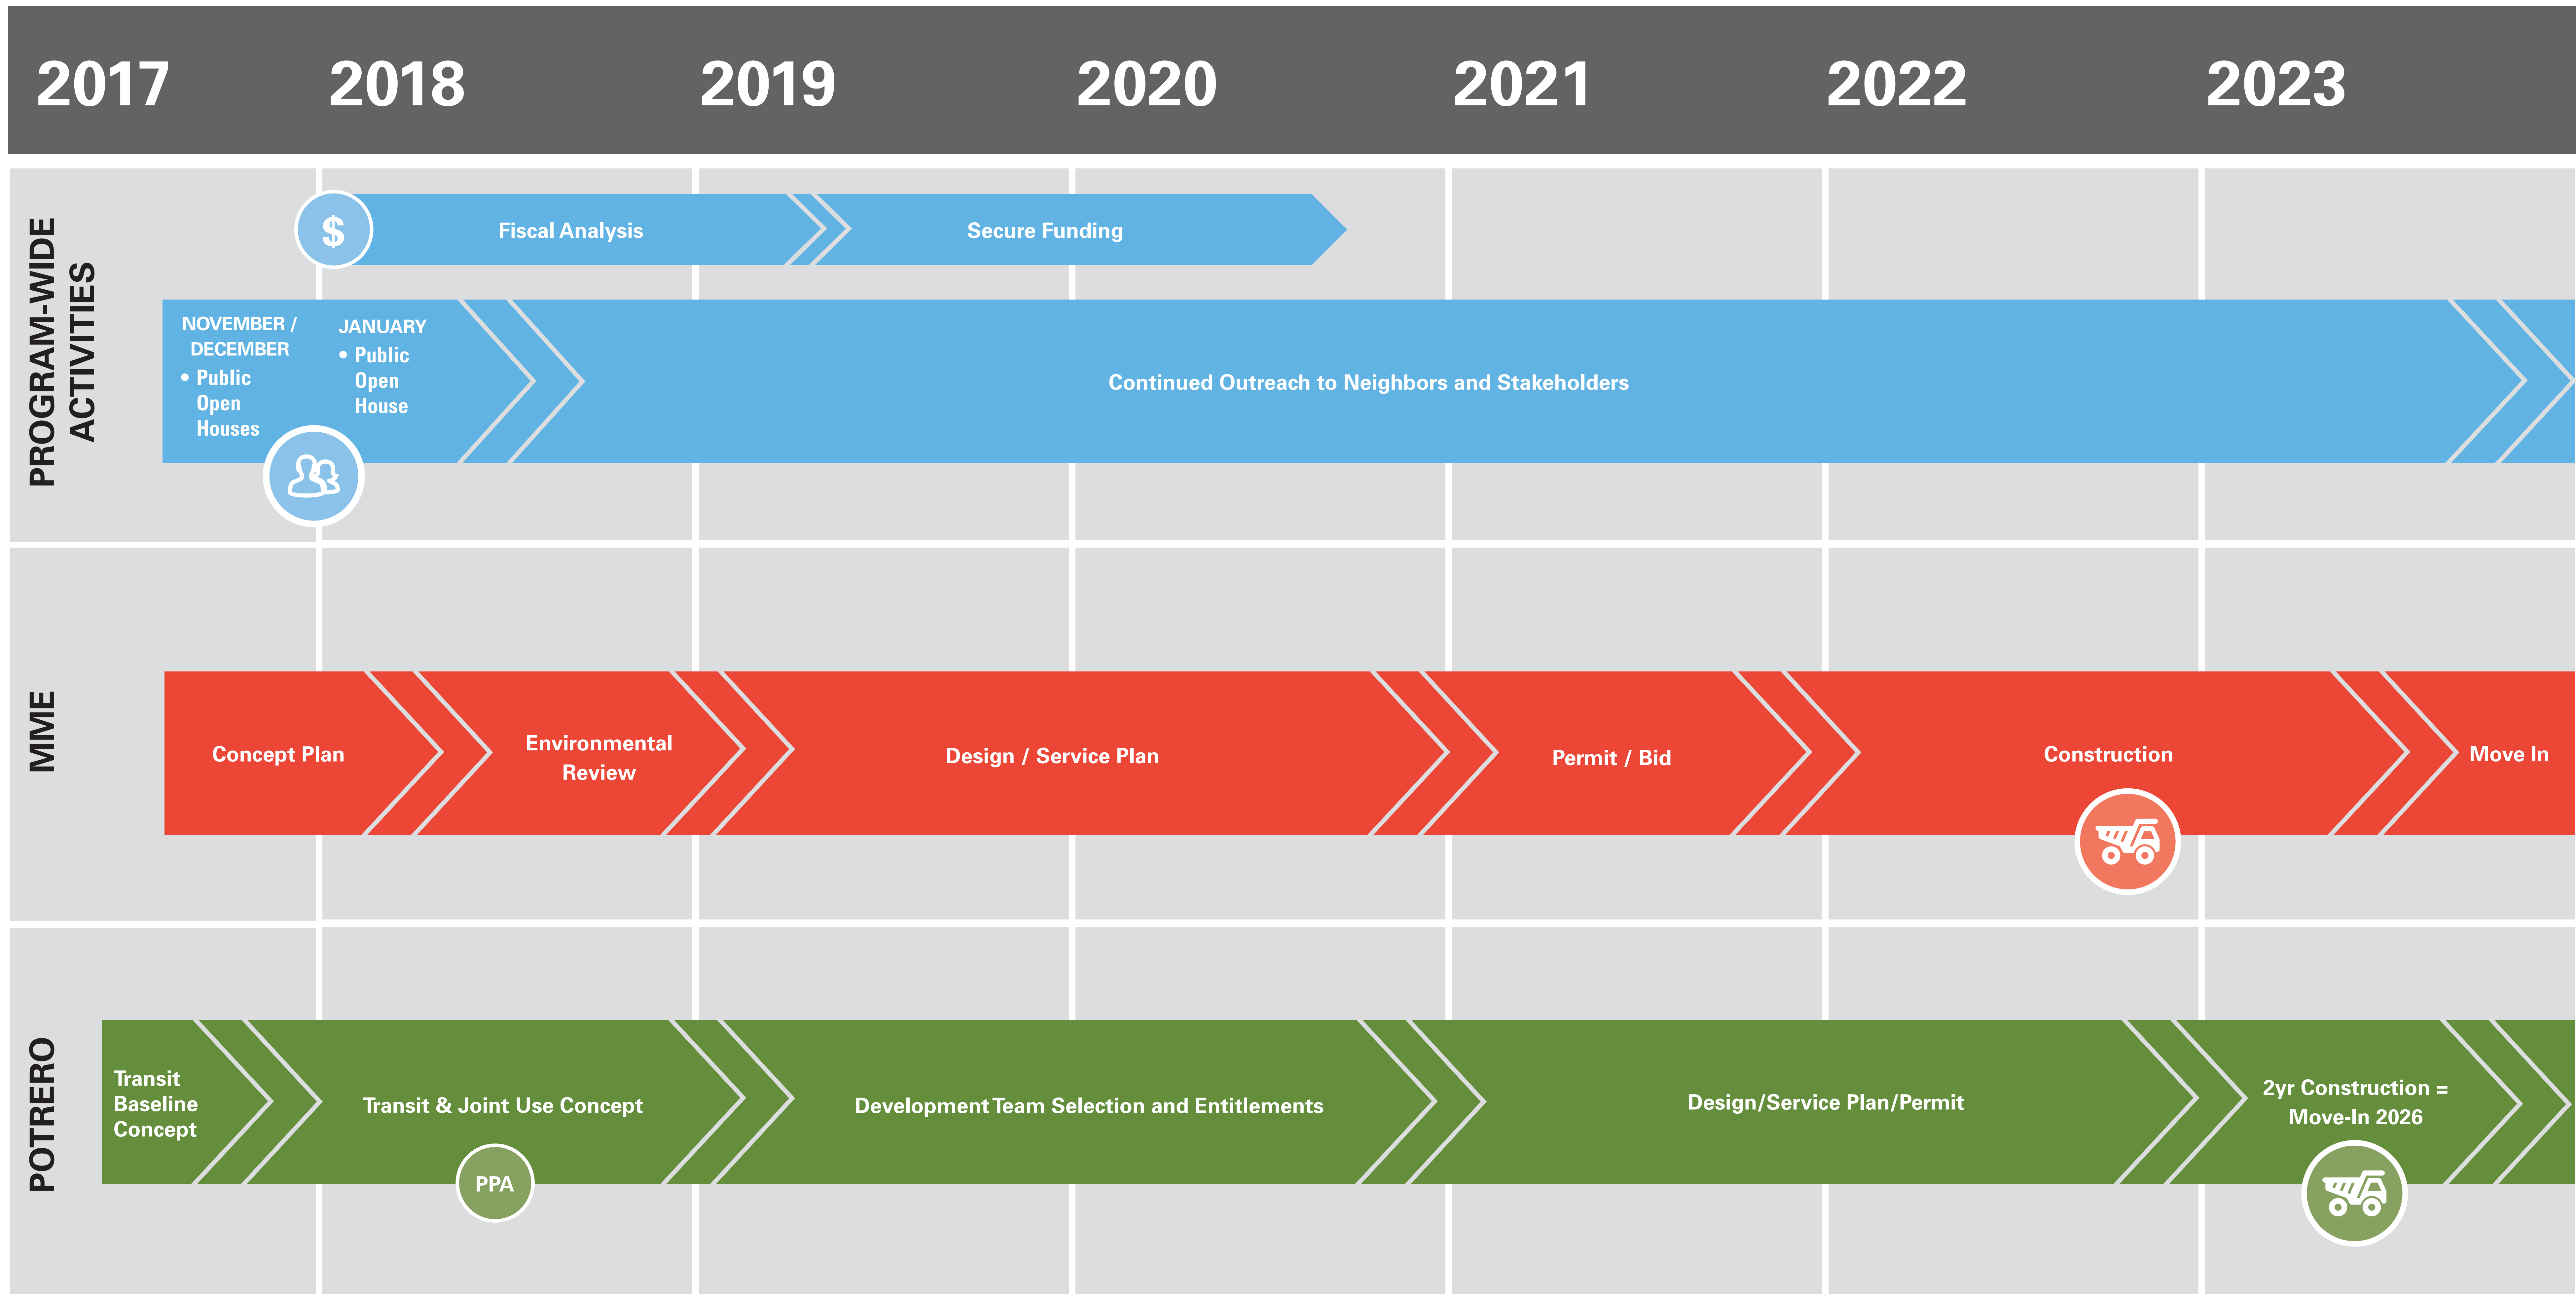 2017 2018 2019 2020 2021 2022 2023
PROGRAM-WIDE
ACTIVITIES
$
Fiscal Analysis
Secure Funding
NOVEMBER /
DECEMBER
• Public
Open
Houses
JANUARY
• Public
Open
House
Continued Outreach to Neighbors and Stakeholders
MME
Concept Plan
Environmental
Review
Design / Service Plan
Permit / Bid
Construction
Move In
POTRERO
Transit
Baseline
Concept
Transit & Joint Use Concept
PPA
Development Team Selection and Entitlements
Design/Service Plan/Permit
2yr Construction =
Move-In 2026